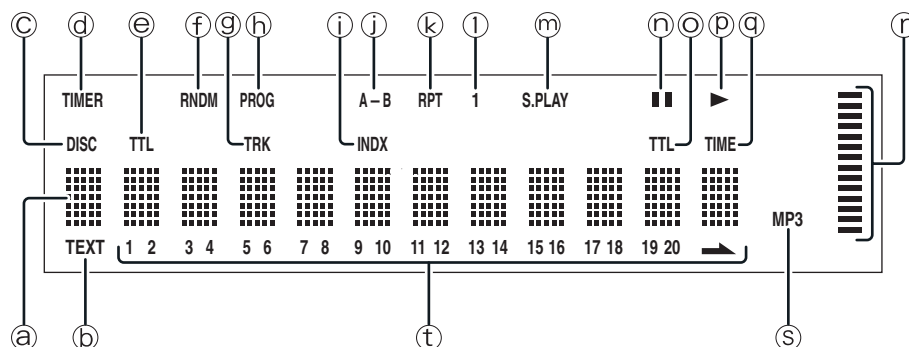 ⓓ ⓔ ⓕ ⓖ ⓗ ⓘ ⓙ ⓚ ⓛ ⓜ ⓝ ⓞ ⓟ ⓠ
ⓒ ⓡ
TIMER RNDM PROG A – B RPT 1 S.PLAY
DISC TTL TRK INDX TTL TIME
MP3
TEXT 1 2 3 4 5 6 7 8 9 10 11 12 13 14 15 16 17 18 19 20
ⓐ ⓑ ⓣ ⓢ